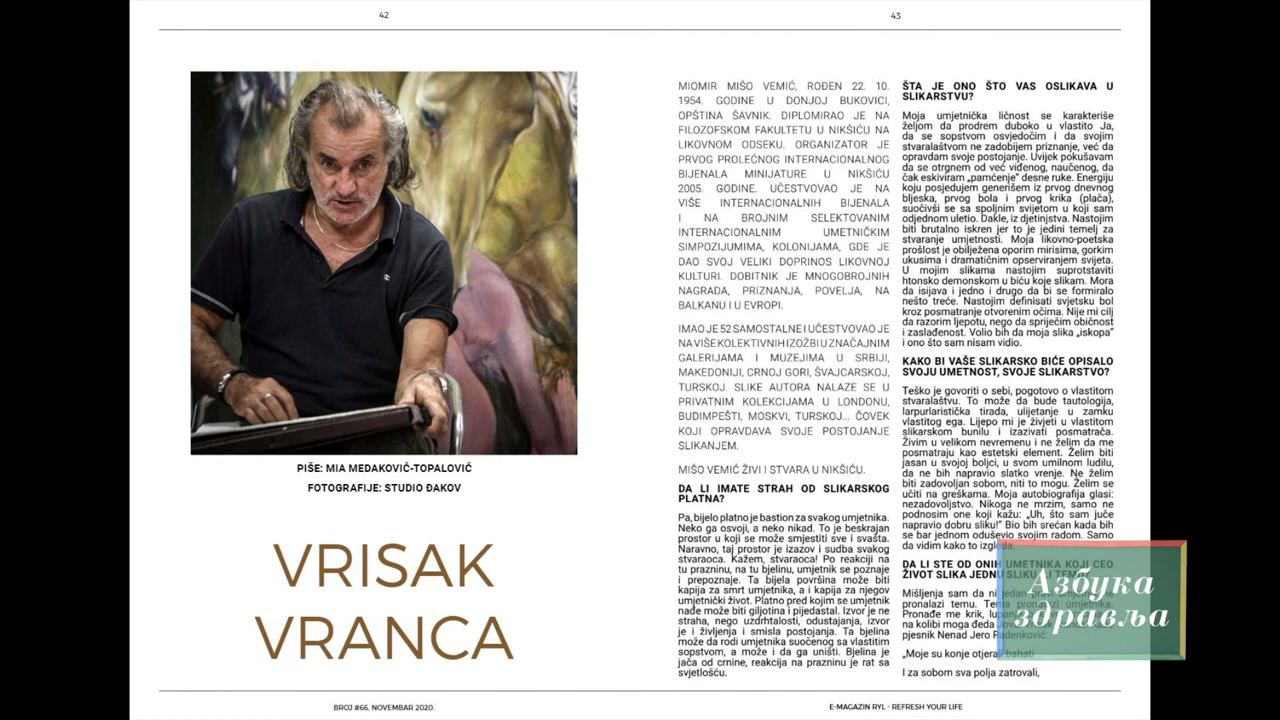 42
43
PIŠE: MIA MEDAKOVIĆ-TOPALOVIĆ
FOTOGRAFIJE: STUDIO ĐAKOV
VRISAK
VRANCA
MIOMIR MIŠO VEMIĆ, ROĐEN 22. 10.
1954. GODINE U DONJOJ BUKOVICI,
OPŠTINA ŠAVNIK. DIPLOMIRAO JE NA
FILOZOFSKOM FAKULTETU U NIKŠIĆU NA
LIKOVNOM ODSEKU. ORGANIZATOR JE
PRVOG PROLEĆNOG INTERNACIONALNOG
BIJENALA MINIJATURE U NIKŠIĆU
2005. GODINE. UČESTVOVAO JE NA
VIŠE INTERNACIONALNIH BIJENALA
I NA BROJNIM SELEKTOVANIM
INTERNACIONALNIM UMETNIČKIM
SIMPOZIJUMIMA, KOLONIJAMA, GDE JE
DAO SVOJ VELIKI DOPRINOS LIKOVNOJ
KULTURI. DOBITNIK JE MNOGOBROJNIH
NAGRADA, PRIZNANJA, POVELJA, NA
BALKANU I U EVROPI.
IMAO JE 52 SAMOSTALNE I UČESTVOVAO JE
NA VIŠE KOLEKTIVNIH IZOŽBI U ZNAČAJNIM
GALERIJAMA I MUZEJIMA U SRBIJI,
MAKEDONIJI, CRNOJ GORI, ŠVAJCARSKOJ,
TURSKOJ. SLIKE AUTORA NALAZE SE U
PRIVATNIM KOLEKCIJAMA U LONDONU,
BUDIMPEŠTI, MOSKVI, TURSKOJ... ČOVEK
KOJI OPRAVDAVA SVOJE POSTOJANJE
SLIKANJEM.
MIŠO VEMIĆ ŽIVI I STVARA U NIKŠIĆU.
DA LI IMATE STRAH OD SLIKARSKOG
PLATNA?
Pa, bijelo platno je bastion za svakog umjetnika.
Neko ga osvoji, a neko nikad. To je beskrajan
prostor u koji se može smjestiti sve i svašta.
Naravno, taj prostor je izazov i sudba svakog
stvaraoca. Kažem, stvaraoca! Po reakciji na
tu prazninu, na tu bjelinu, umjetnik se poznaje
i prepoznaje. Ta bijela površina može biti
kapija za smrt umjetnika, a i kapija za njegov
umjetnički život. Platno pred kojim se umjetnik
nađe može biti giljotina i pijedestal. Izvor je ne
straha, nego uzdrhtalosti, odustajanja, izvor
je i življenja i smisla postojanja. Ta bjelina
može da rodi umjetnika suočenog sa vlastitim
sopstvom, a može i da ga uništi. Bjelina je
jača od crnine, reakcija na prazninu je rat sa
svjetlošću.
ŠTA JE ONO ŠTO VAS OSLIKAVA U
SLIKARSTVU?
Moja umjetnička ličnost se karakteriše
željom da prodrem duboko u vlastito Ja,
da se sopstvom osvjedočim i da svojim
stvaralaštvom ne zadobijem priznanje, već da
opravdam svoje postojanje. Uvijek pokušavam
da se otrgnem od već viđenog, naučenog, da
čak eskiviram „pamćenje” desne ruke. Energiju
koju posjedujem generišem iz prvog dnevnog
bljeska, prvog bola i prvog krika (plača),
suočivši se sa spoljnim svijetom u koji sam
odjednom uletio. Dakle, iz djetinjstva. Nastojim
biti brutalno iskren jer to je jedini temelj za
stvaranje umjetnosti. Moja likovno-poetska
prošlost je obilježena oporim mirisima, gorkim
ukusima i dramatičnim opserviranjem svijeta.
U mojim slikama nastojim suprotstaviti
htonsko demonskom u biću koje slikam. Mora
da isijava i jedno i drugo da bi se formiralo
nešto treće. Nastojim definisati svjetsku bol
kroz posmatranje otvorenim očima. Nije mi cilj
da razorim ljepotu, nego da spriječim običnost
i zaslađenost. Volio bih da moja slika „iskopa”
i ono što sam nisam vidio.
KAKO BI VAŠE SLIKARSKO BIĆE OPISALO
SVOJU UMETNOST, SVOJE SLIKARSTVO?
Teško je govoriti o sebi, pogotovo o vlastitom
stvaralaštvu. To može da bude tautologija,
larpurlaristička tirada, ulijetanje u zamku
vlastitog ega. Lijepo mi je živjeti u vlastitom
slikarskom bunilu i izazivati posmatrača.
Živim u velikom nevremenu i ne želim da me
posmatraju kao estetski element. Želim biti
jasan u svojoj boljci, u svom umilnom ludilu,
da ne bih napravio slatko vrenje. Ne želim
biti zadovoljan sobom, niti to mogu. Želim se
učiti na greškama. Moja autobiografija glasi:
nezadovoljstvo. Nikoga ne mrzim, samo ne
podnosim one koji kažu: „Uh, što sam juče
napravio dobru sliku!” Bio bih srećan kada bih
se bar jednom oduševio svojim radom. Samo
da vidim kako to izgleda.
DA LI STE OD ONIH UMETNIKA KOJI CEO
ŽIVOT SLIKA JEDNU SLIKU I TEMU?
Mišljenja sam da ni jedan pravi umjetnik ne
pronalazi temu. Tema pronalazi umjetnika.
Pronađe me krik,
na kolibi moga đeda
pjesnik Nenad Jero Radenković:
„Moje su konje otjerali bahati
I za sobom sva polja zatrovali,
Азбука
здравља
BROJ #66, NOVEMBAR 2020.
E-MAGAZIN RYL - REFRESH YOUR LIFE